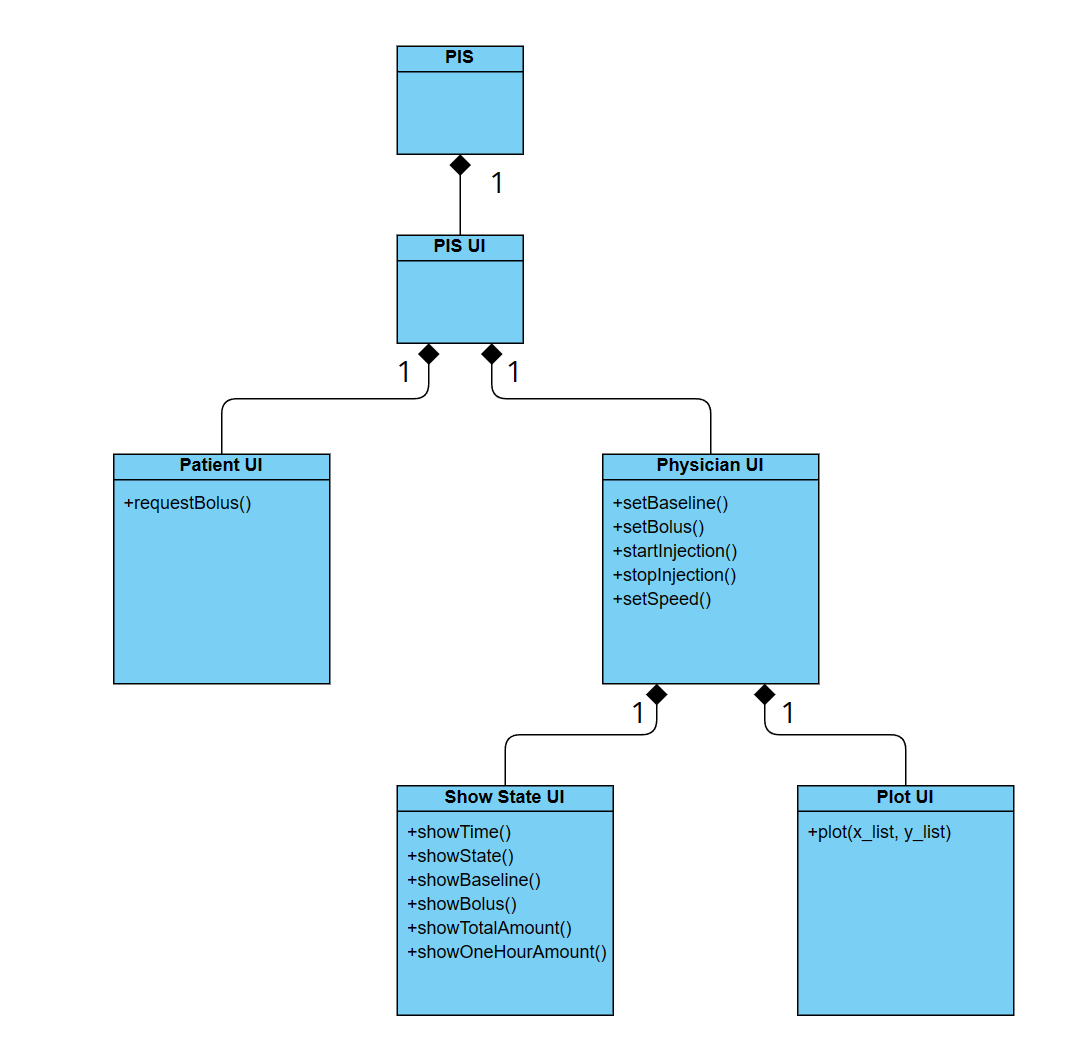 PIS
1
PIS UI
1
1
Patient UI
+requestBolus()
Physician UI
+setBaseline()
+setBolus()
+startInjection()
+stopInjection()
+setSpeed()
1
1
Show State UI
+showTime()
+showState()
+showBaseline()
+showBolus()
+showTotalAmount()
+showOneHourAmount()
Plot UI
+plot(x_list, y_list)